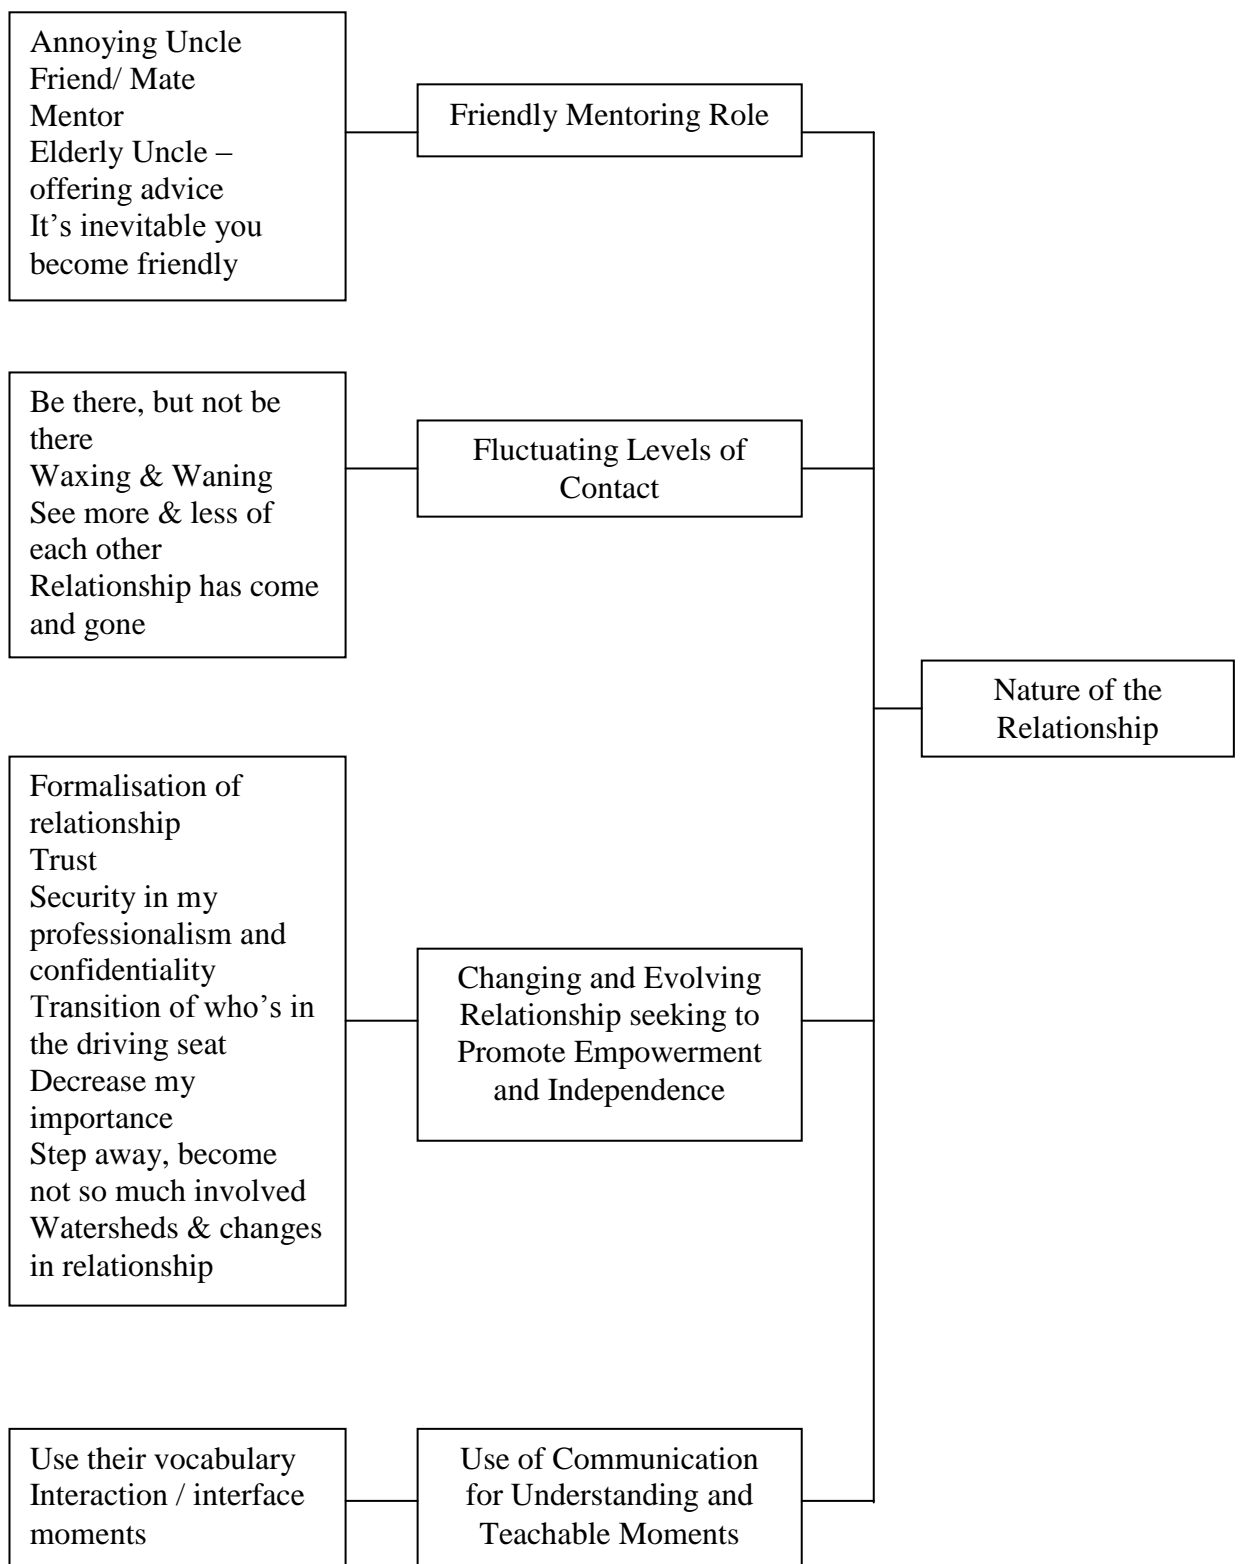 Annoying Uncle
Friend/ Mate
Mentor
Elderly Uncle –
offering advice
It’s inevitable you
become friendly
Friendly Mentoring Role
Be there, but not be
there
Waxing & Waning
See more & less of
each other
Relationship has come
and gone
Fluctuating Levels of
Contact
Nature of the
Relationship
Formalisation of
relationship
Trust
Security in my
professionalism and
confidentiality
Transition of who’s in
the driving seat
Decrease my
importance
Step away, become
not so much involved
Watersheds & changes
in relationship
Changing and Evolving
Relationship seeking to
Promote Empowerment
and Independence
Use their vocabulary
Interaction / interface
moments
Use of Communication
for Understanding and
Teachable Moments